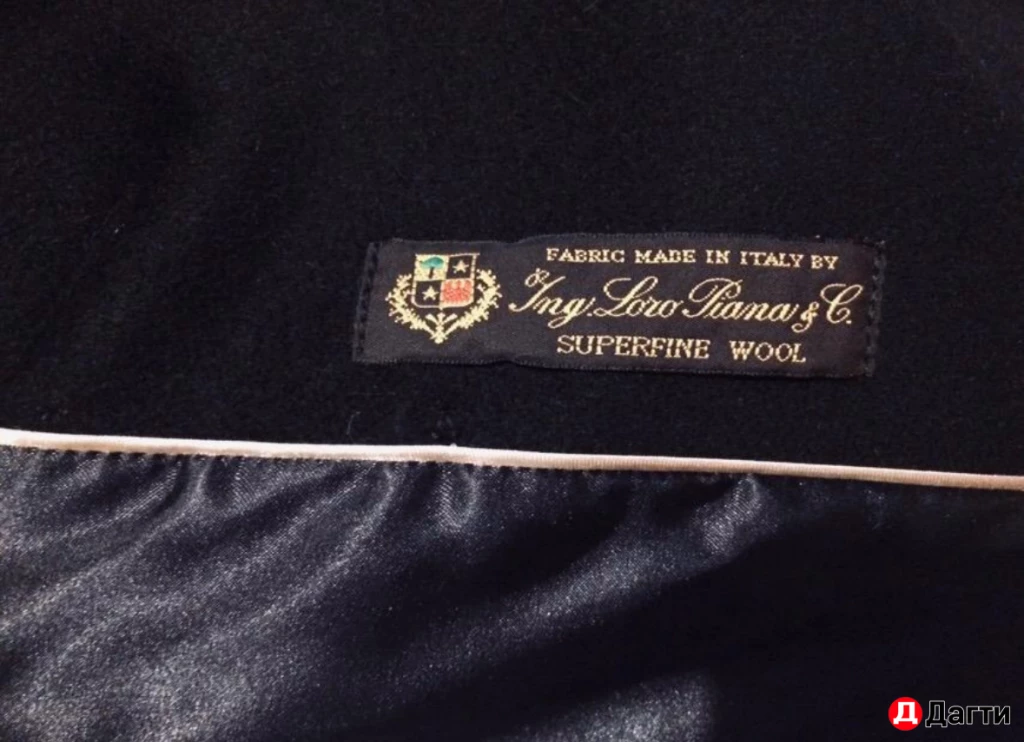 FABRIC MADE IN ITALY BY
Ing. Loro Piana & C.
SUPERFINE WOOL
Д Дагти